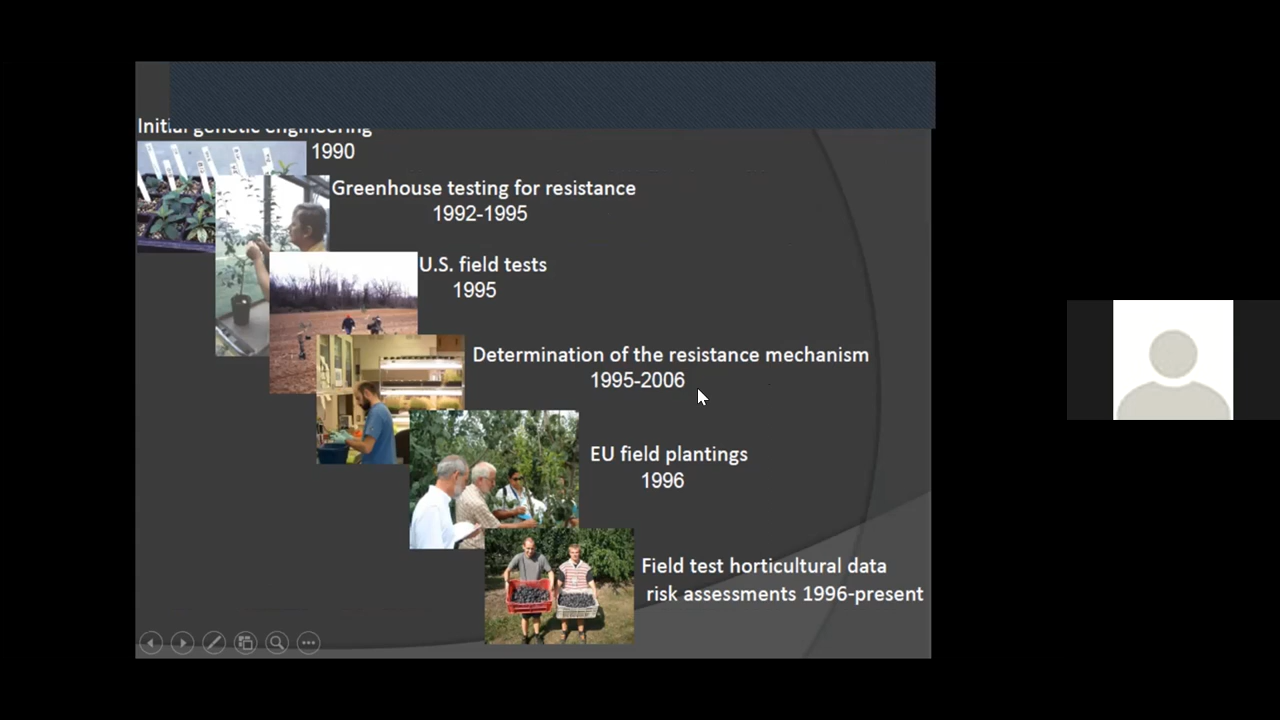 Initial genetic engineering
1990
Greenhouse testing for resistance
1992-1995
U.S. field tests
1995
Determination of the resistance mechanism
1995-2006
EU field plantings
1996
Field test horticultural data
risk assessments 1996-present